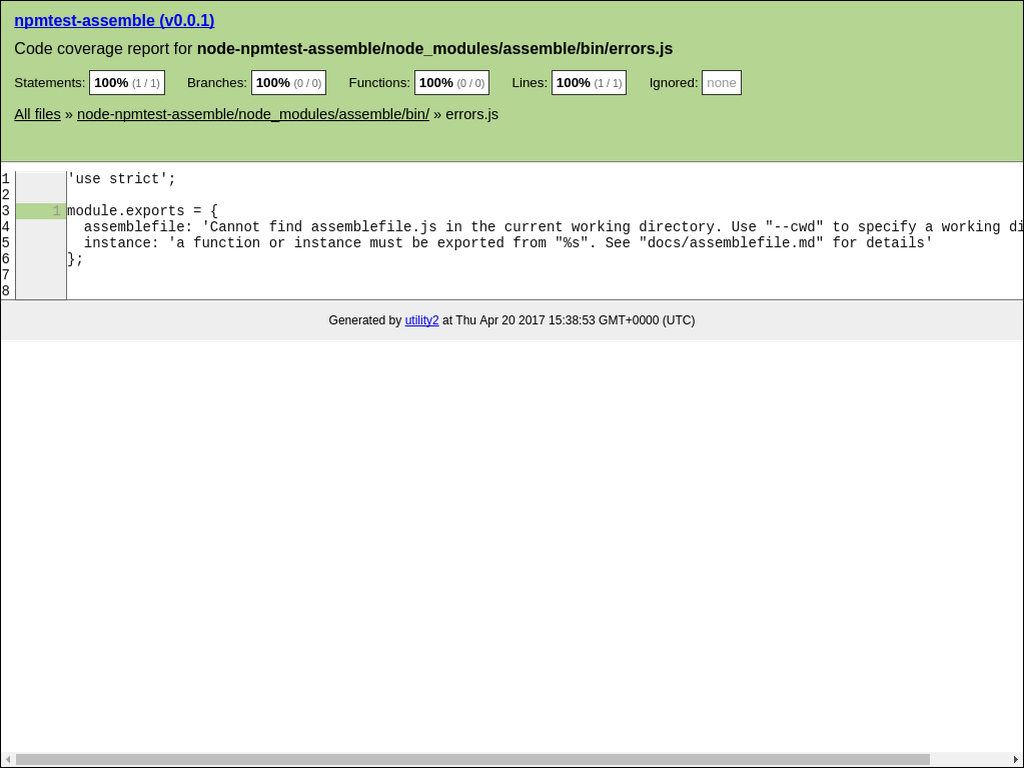 npmtest-assemble (v0.0.1)
Code coverage report for node-npmtest-assemble/node_modules/assemble/bin/errors.js
Statements: 100% (1 / 1) Branches: 100% (0 / 0) Functions: 100% (0 / 0) Lines: 100% (1 / 1) Ignored: none
All files » node-npmtest-assemble/node_modules/assemble/bin/ » errors.js
1 'use strict';
2
3 1 module.exports = {
4 assemblefile: 'Cannot find assemblefile.js in the current working directory. Use "--cwd" to specify a working di
5 instance: 'a function or instance must be exported from "%s". See "docs/assemblefile.md" for details'
6 };
7
8
Generated by utility2 at Thu Apr 20 2017 15:38:53 GMT+0000 (UTC)